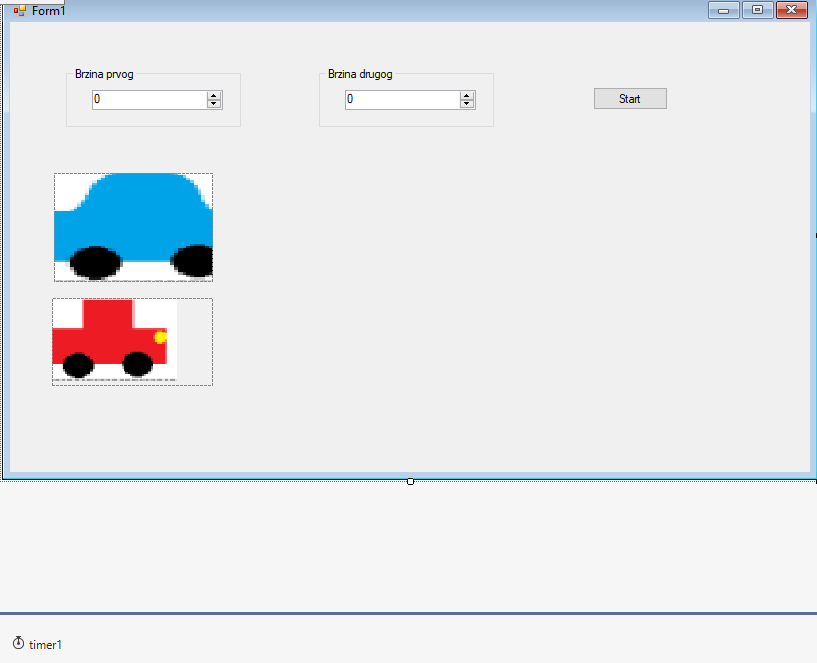 Form1
Brzina prvog
Brzina drugog
0
0
Start
timer1